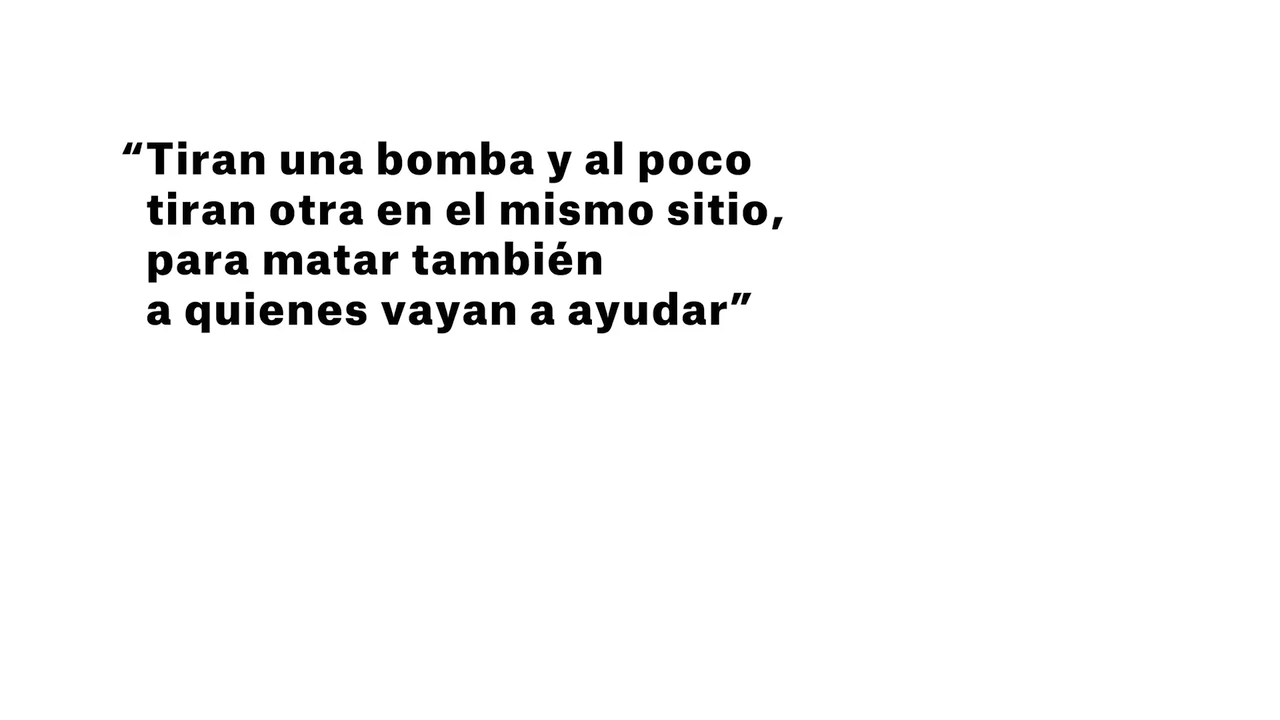 “Tiran una bomba y al poco
tiran otra en el mismo sitio,
para matar también
a quienes vayan a ayudar”